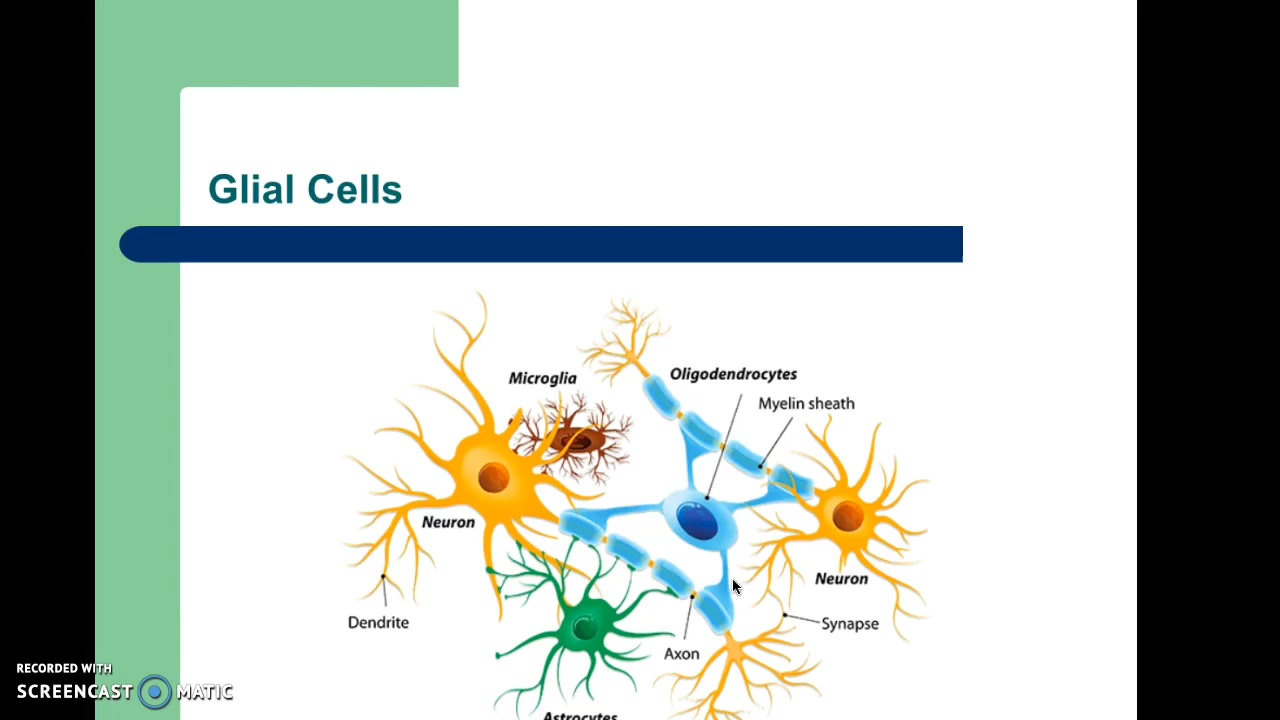 Glial Cells
Microglia
Oligodendrocytes
Myelin sheath
Neuron
Neuron
Dendrite
Synapse
Axon
Astrocytes
RECORDED WITH
SCREENCAST MATIC